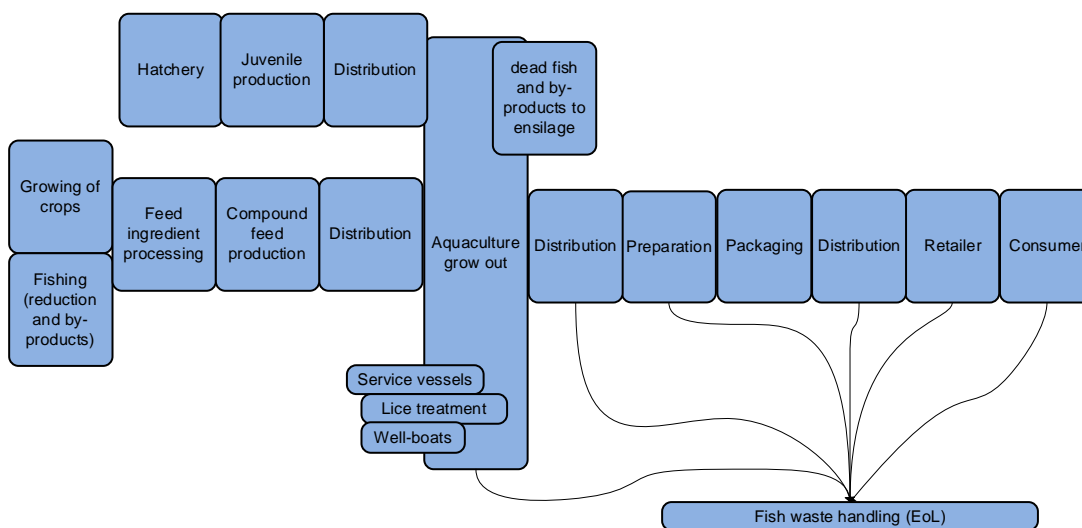 Hatchery
Juvenile
production
Distribution
dead fish
and by-
products to
ensilage
Growing of
crops
Fishing
(reduction
and by-
products)
Feed
ingredient
processing
Compound
feed
production
Distribution
Aquaculture
grow out
Distribution
Preparation
Packaging
Distribution
Retailer
Consumer
Service vessels
Lice treatment
Well-boats
Fish waste handling (EoL)